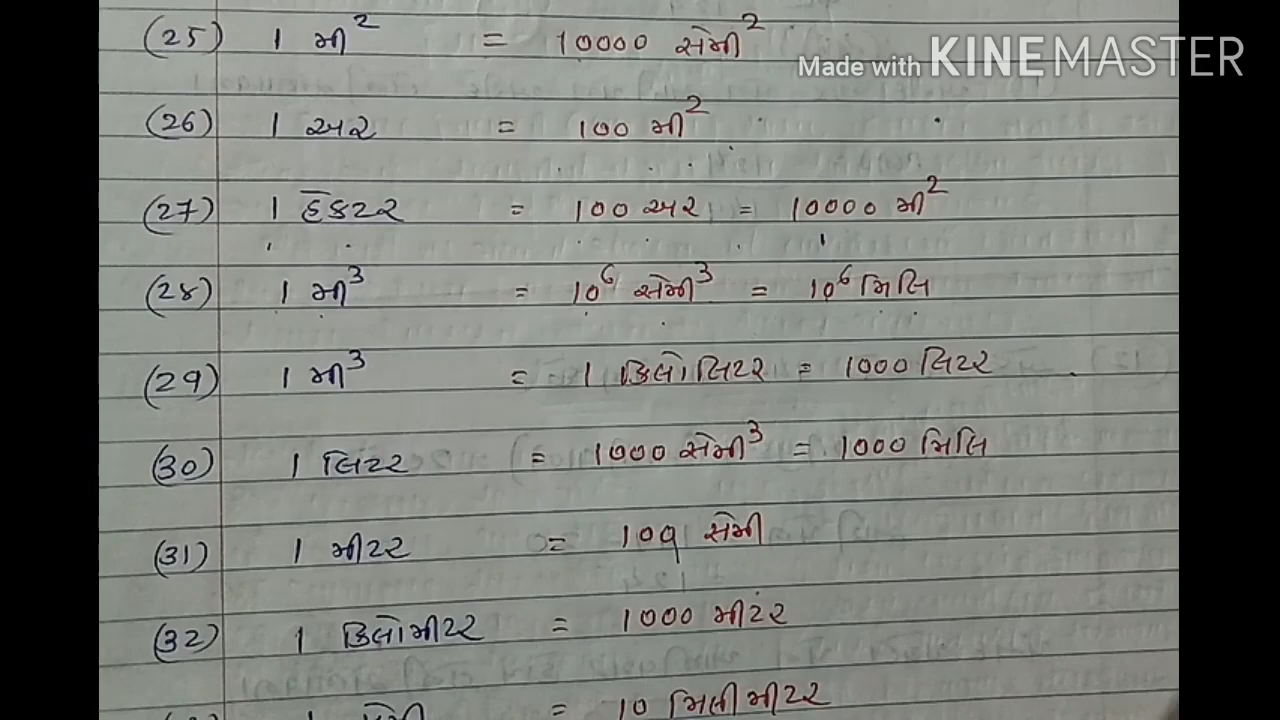 (25) 1 મી² = 10000 સેમી²
Made with KINEMASTER
(26) 1 અર = 100 મી²
(27) 1 હેક્ટર = 100 અર = 10000 મી²
(28) 1 મી³ = 10⁶ સેમી³ = 10⁶ મિલિ
(29) 1 મી³ = 1 કિલોલિટર = 1000 લિટર
(30) 1 લિટર = 1000 સેમી³ = 1000 મિલિ
(31) 1 મીટર = 100 સેમી
(32) 1 કિલોમીટર = 1000 મીટર
1 સેમી = 10 મિલીમીટર